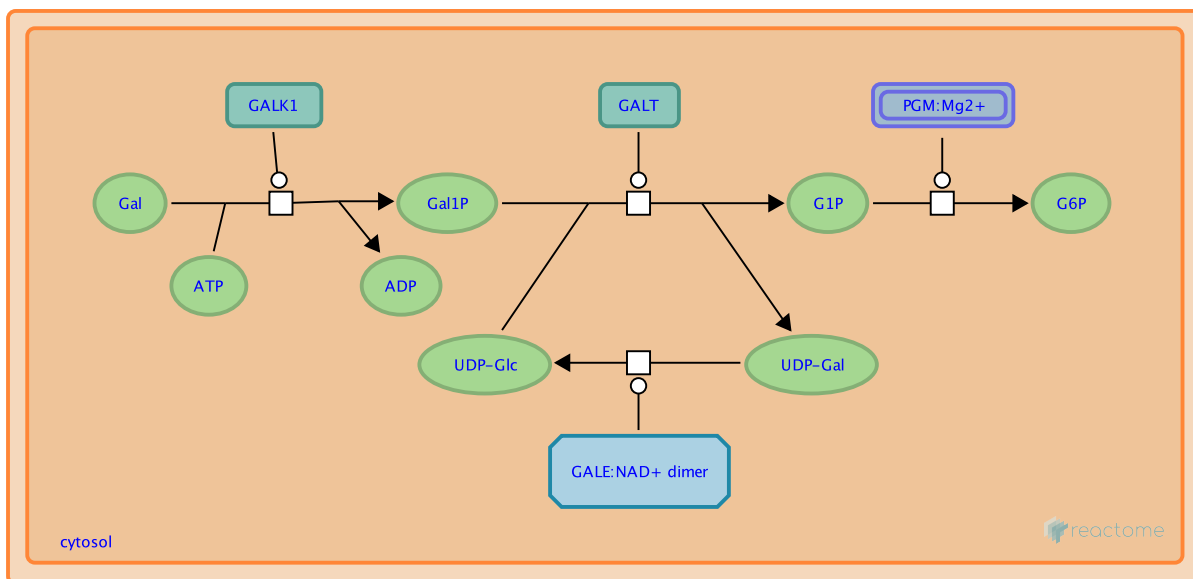 GALK1
GALT
PGM:Mg2+
Gal
Gal1P
G1P
G6P
ATP
ADP
UDP-Glc
UDP-Gal
GALE:NAD+ dimer
cytosol
reactome